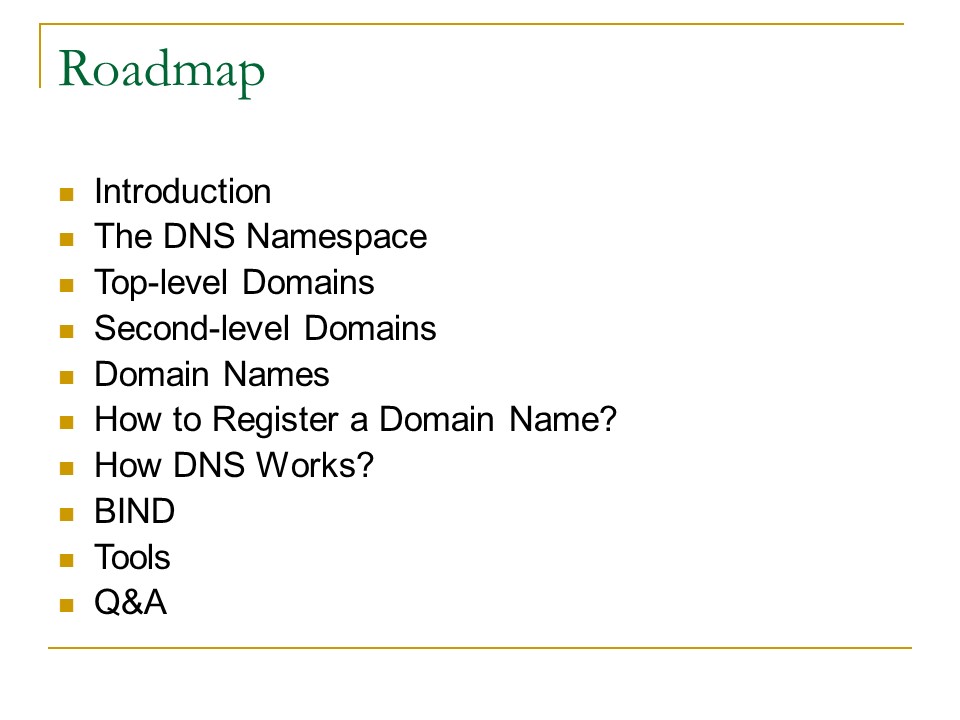 Roadmap
Introduction
The DNS Namespace
Top-level Domains
Second-level Domains
Domain Names
How to Register a Domain Name?
How DNS Works?
BIND
Tools
Q&A